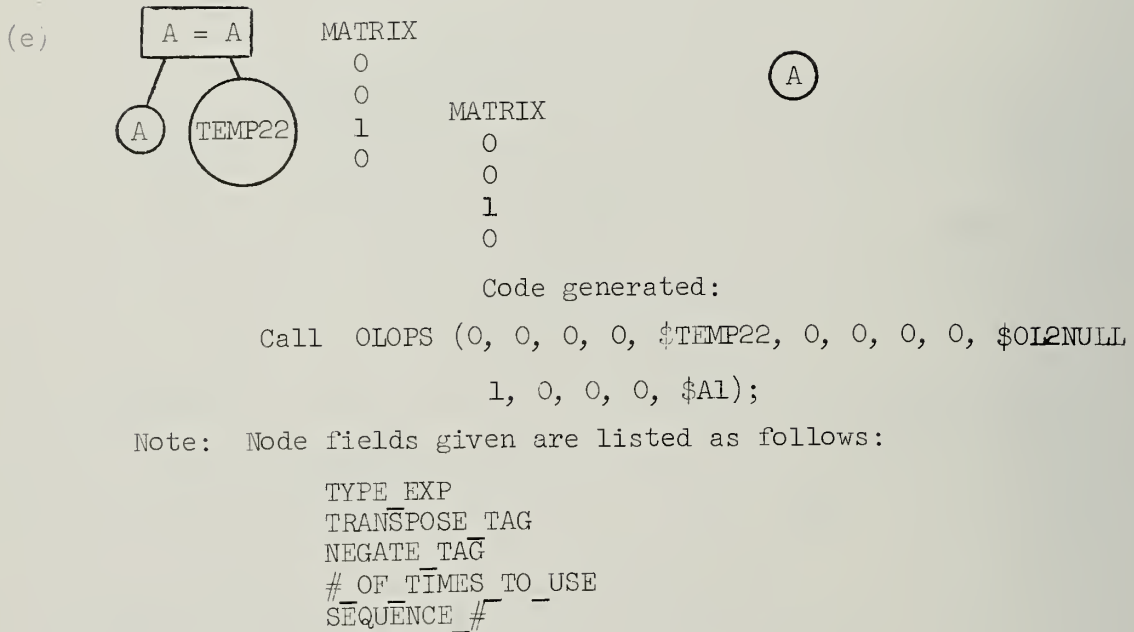 (e)
A = A MATRIX
0
0
1
0
A TEMP22
MATRIX
0
0
1
0
A
Code generated:
Call OLOPS (0, 0, 0, 0, $TEMP22, 0, 0, 0, 0, $OL2NULL
1, 0, 0, 0, $A1);
Note: Node fields given are listed as follows:
TYPE_EXP
TRANSPOSE_TAG
NEGATE_TAG
#_OF_TIMES_TO_USE
SEQUENCE_#